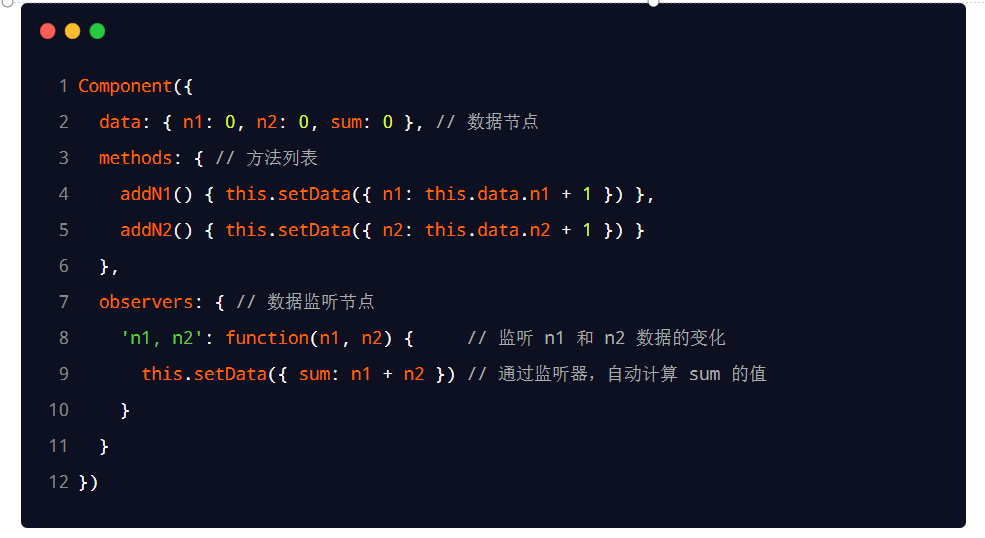 1 Component({
2 data: { n1: 0, n2: 0, sum: 0 }, // 数据节点
3 methods: { // 方法列表
4 addN1() { this.setData({ n1: this.data.n1 + 1 }) },
5 addN2() { this.setData({ n2: this.data.n2 + 1 }) }
6 },
7 observers: { // 数据监听节点
8 'n1, n2': function(n1, n2) { // 监听 n1 和 n2 数据的变化
9 this.setData({ sum: n1 + n2 }) // 通过监听器，自动计算 sum 的值
10 }
11 }
12 })